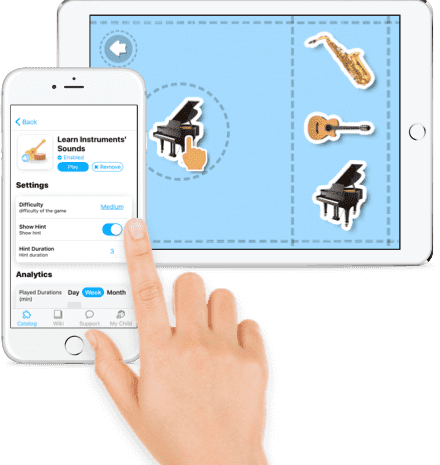 Back
Learn Instruments'
Sounds
Enabled
Play
Remove
Settings
Difficulty
difficulty of the game
Medium
Show Hint
Show hint
Hint Duration
Hint duration
3
Analytics
Played Durations
(min)
Day Week Month
Catalog Wiki Support My Child